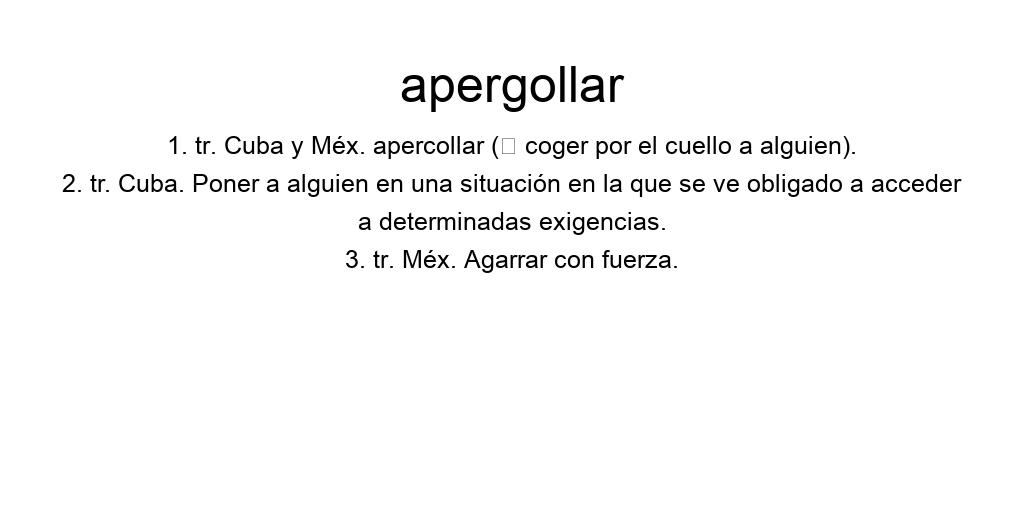 apergollar
1. tr. Cuba y Méx. apercollar (□ coger por el cuello a alguien).
2. tr. Cuba. Poner a alguien en una situación en la que se ve obligado a acceder
a determinadas exigencias.
3. tr. Méx. Agarrar con fuerza.